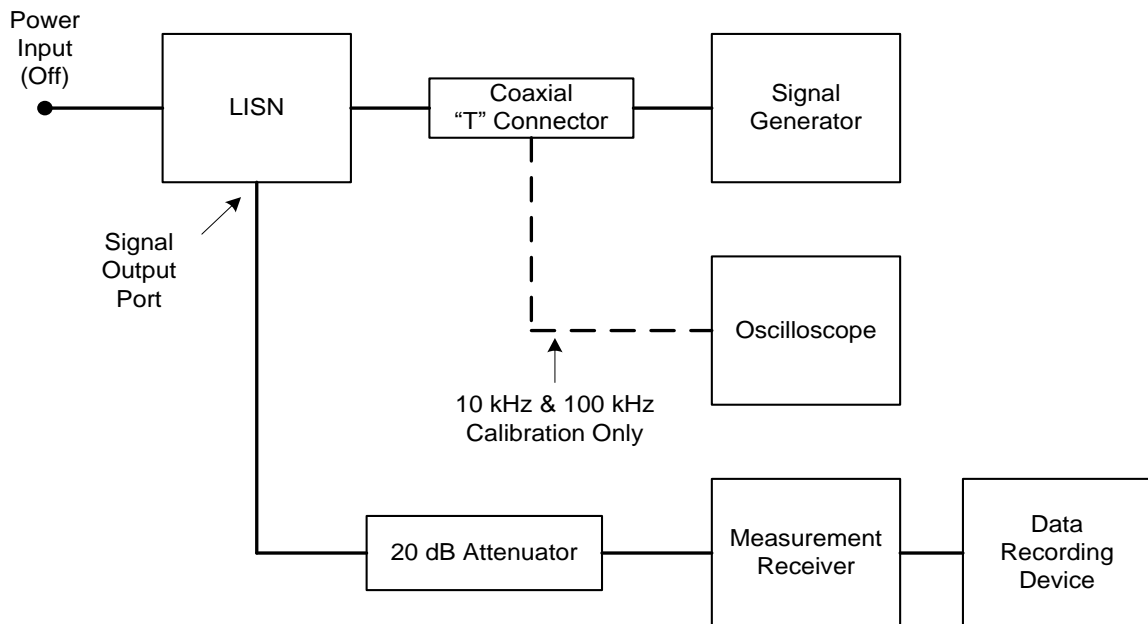 Power
Input
(Off)
LISN
Coaxial
“T” Connector
Signal
Generator
Signal
Output
Port
Oscilloscope
10 kHz & 100 kHz
Calibration Only
20 dB Attenuator
Measurement
Receiver
Data
Recording
Device